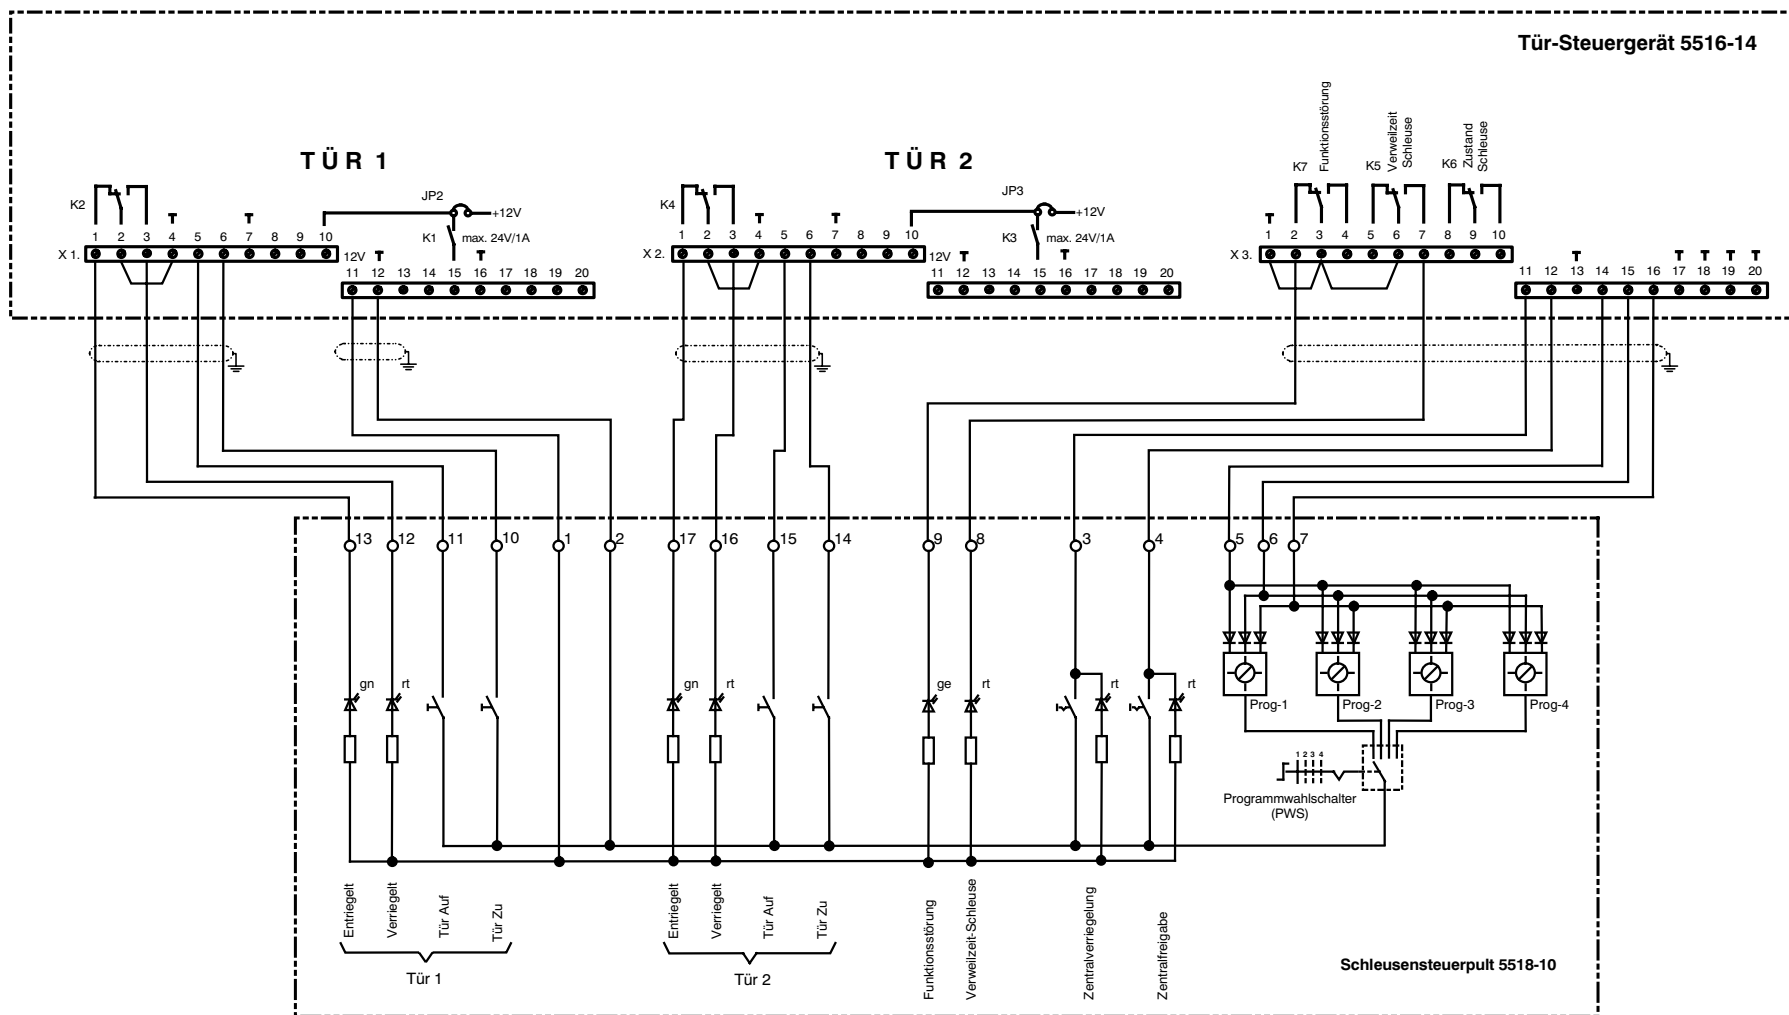 Tür-Steuergerät 5516-14
TÜR 1
TÜR 2
K2
JP2
+12V
K1 max. 24V/1A
K4
JP3
+12V
K3 max. 24V/1A
K7
Funktionsstörung
K5
Verweilzeit
Schleuse
K6
Zustand
Schleuse
1 2 3 4 5 6 7 8 9 10
X 1.
12V
11 12 13 14 15 16 17 18 19 20
1 2 3 4 5 6 7 8 9 10
X 2.
12V
11 12 13 14 15 16 17 18 19 20
1 2 3 4 5 6 7 8 9 10
X 3.
11 12 13 14 15 16 17 18 19 20
13 12 11 10 1 2 17 16 15 14 9 8 3 4 5 6 7
gn rt gn rt ge rt rt rt
Prog-1 Prog-2 Prog-3 Prog-4
1 2 3 4
Programmwahlschalter
(PWS)
Entriegelt
Verriegelt
Tür Auf
Tür Zu
Tür 1
Entriegelt
Verriegelt
Tür Auf
Tür Zu
Tür 2
Funktionsstörung
Verweilzeit-Schleuse
Zentralverriegelung
Zentralfreigabe
Schleusensteuerpult 5518-10